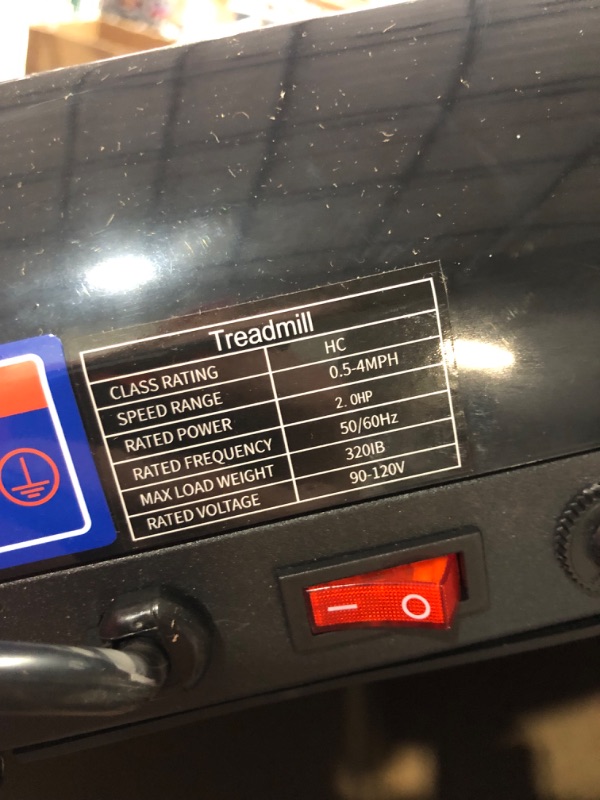 Treadmill
CLASS RATING HC
SPEED RANGE 0.5-4MPH
RATED POWER 2. 0HP
RATED FREQUENCY 50/60Hz
MAX LOAD WEIGHT 320IB
RATED VOLTAGE 90-120V